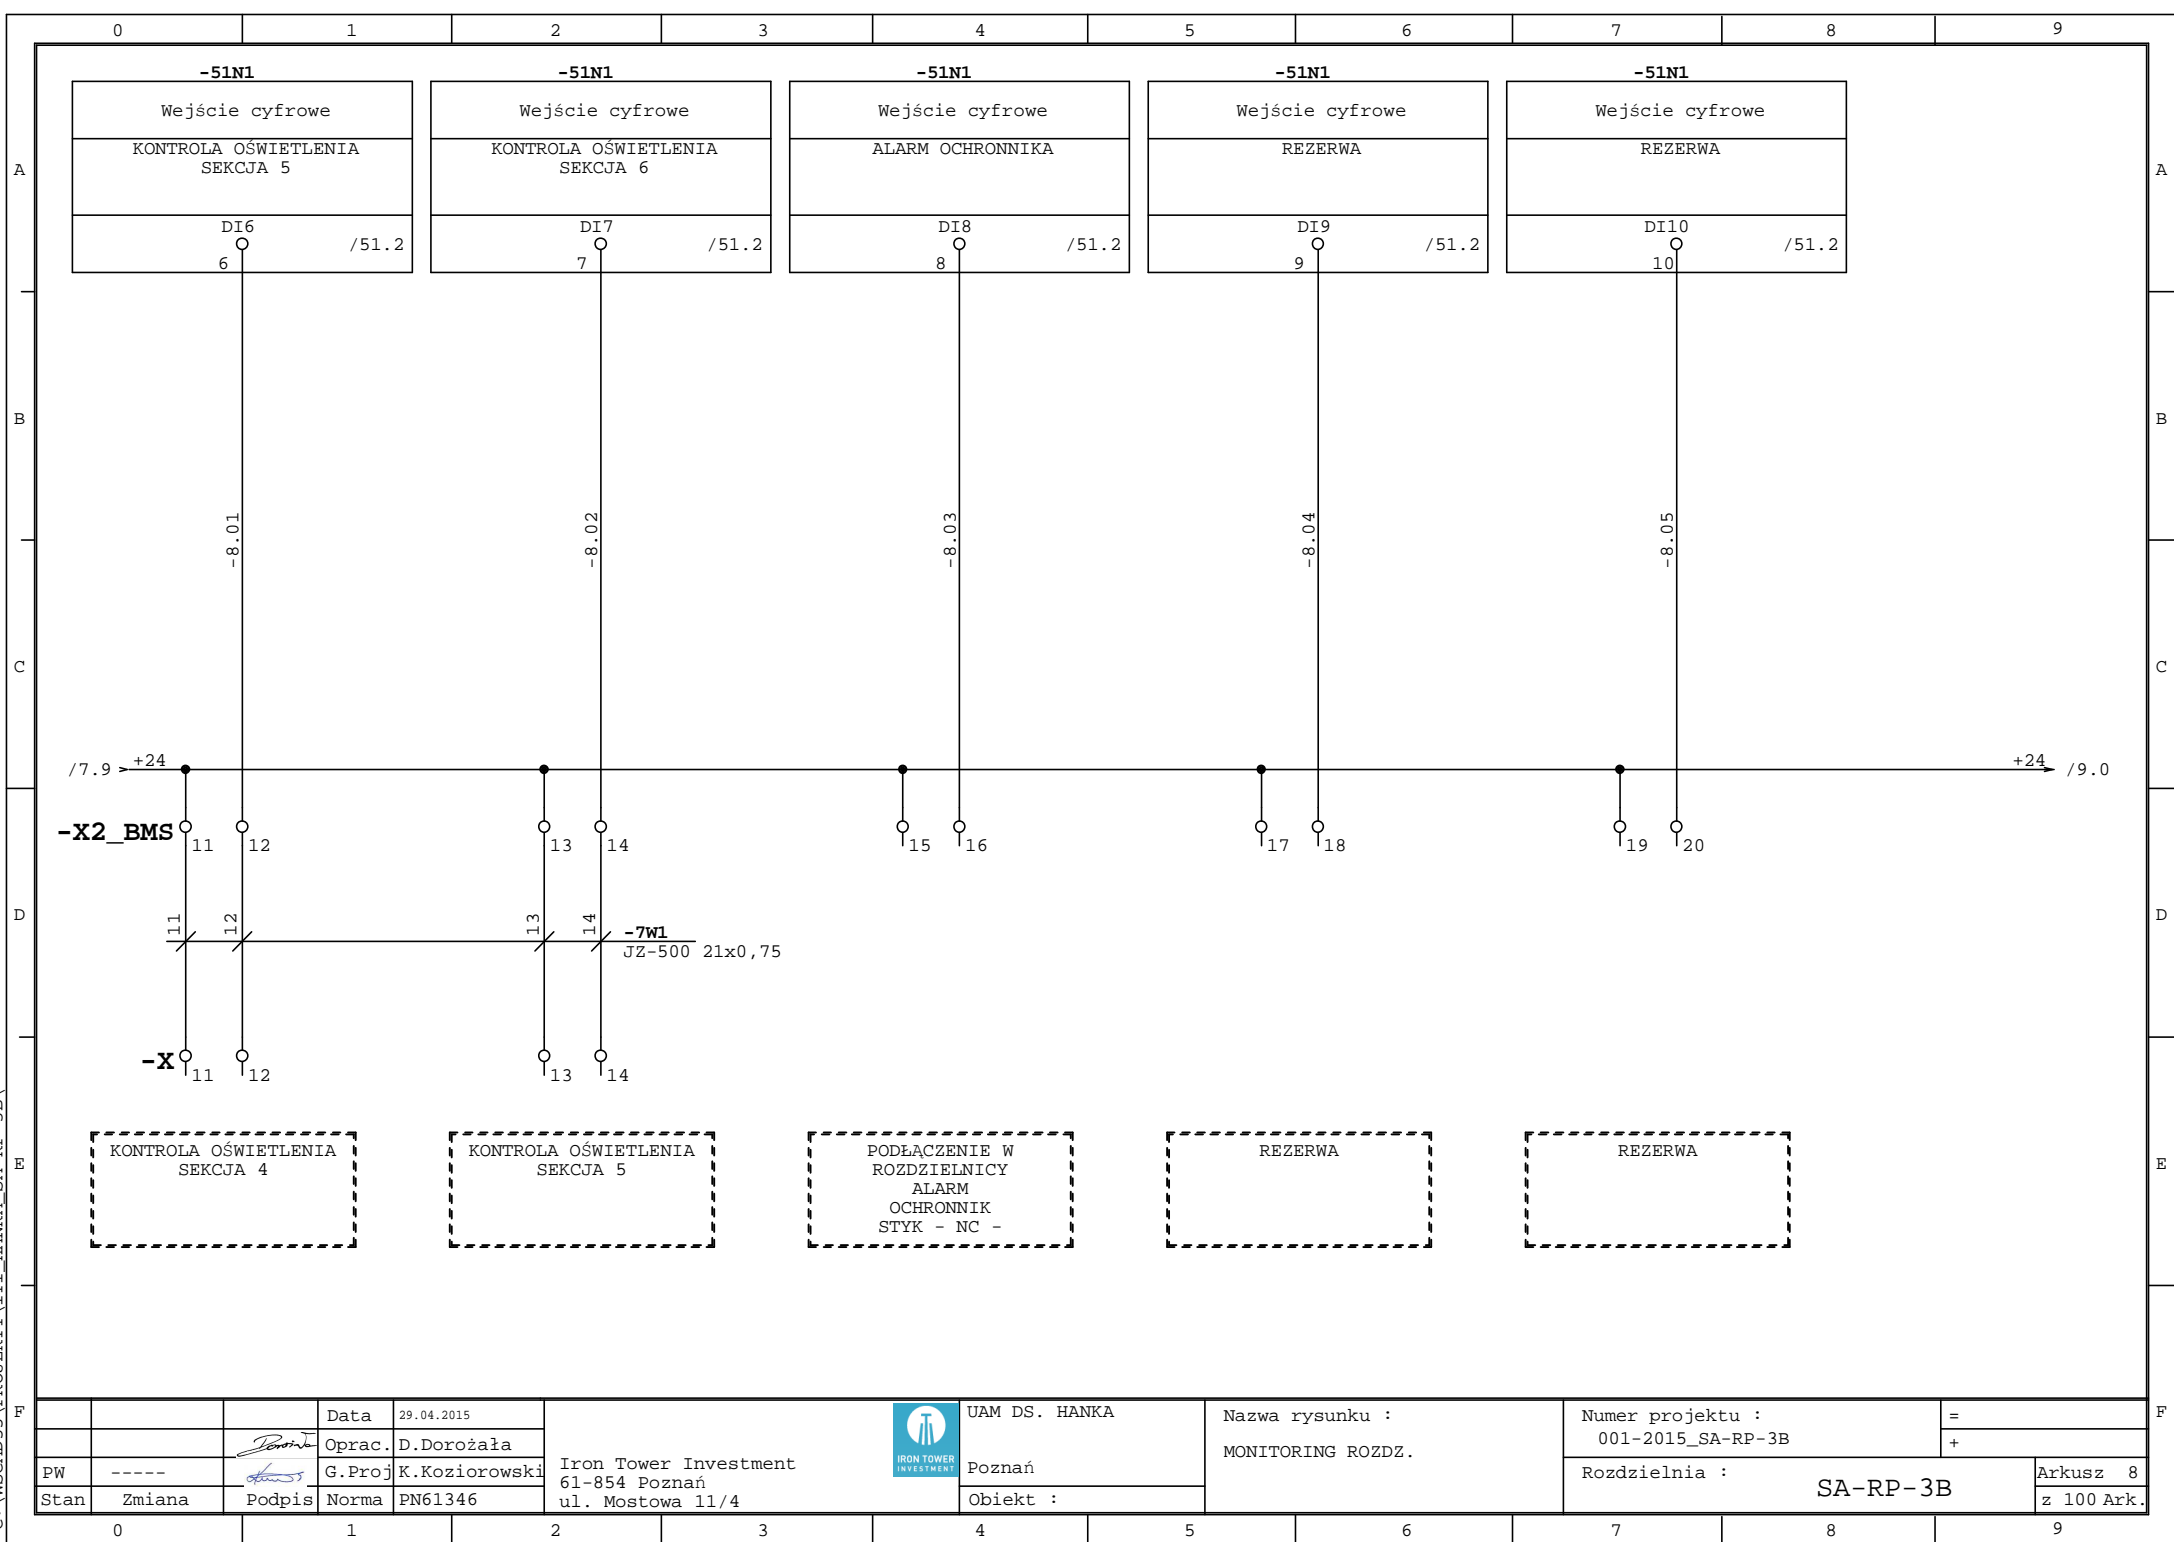 0 1 2 3 4 5 6 7 8 9
-51N1 -51N1 -51N1 -51N1 -51N1
Wejście cyfrowe Wejście cyfrowe Wejście cyfrowe Wejście cyfrowe Wejście cyfrowe
KONTROLA OŚWIETLENIA KONTROLA OŚWIETLENIA ALARM OCHRONNIKA REZERWA REZERWA
SEKCJA 5 SEKCJA 6
A A
DI6 DI7 DI8 DI9 DI10
/51.2 /51.2 /51.2 /51.2 /51.2
6 7 8 9 10
B B
-8.01 -8.02 -8.03 -8.04 -8.05
C C
/7.9 +24 +24 /9.0
-X2_BMS 11 12 13 14 15 16 17 18 19 20
D D
11 12 13 14 -7W1
JZ-500 21x0,75
-X 11 12 13 14
E E
KONTROLA OŚWIETLENIA KONTROLA OŚWIETLENIA PODŁĄCZENIE W REZERWA REZERWA
SEKCJA 4 SEKCJA 5 ROZDZIELNICY
ALARM
OCHRONNIK
STYK - NC -
F F
Data 29.04.2015
Oprac. D.Dorożała
PW ----- G.Proj K.Koziorowski
Stan Zmiana Podpis Norma PN61346
Iron Tower Investment
61-854 Poznań
ul. Mostowa 11/4
IRON TOWER
INVESTMENT
UAM DS. HANKA
Poznań
Obiekt :
Nazwa rysunku :
MONITORING ROZDZ.
Numer projektu :
001-2015_SA-RP-3B
Rozdzielnia :
SA-RP-3B
=
+
Arkusz 8
z 100 Ark.
0 1 2 3 4 5 6 7 8 9